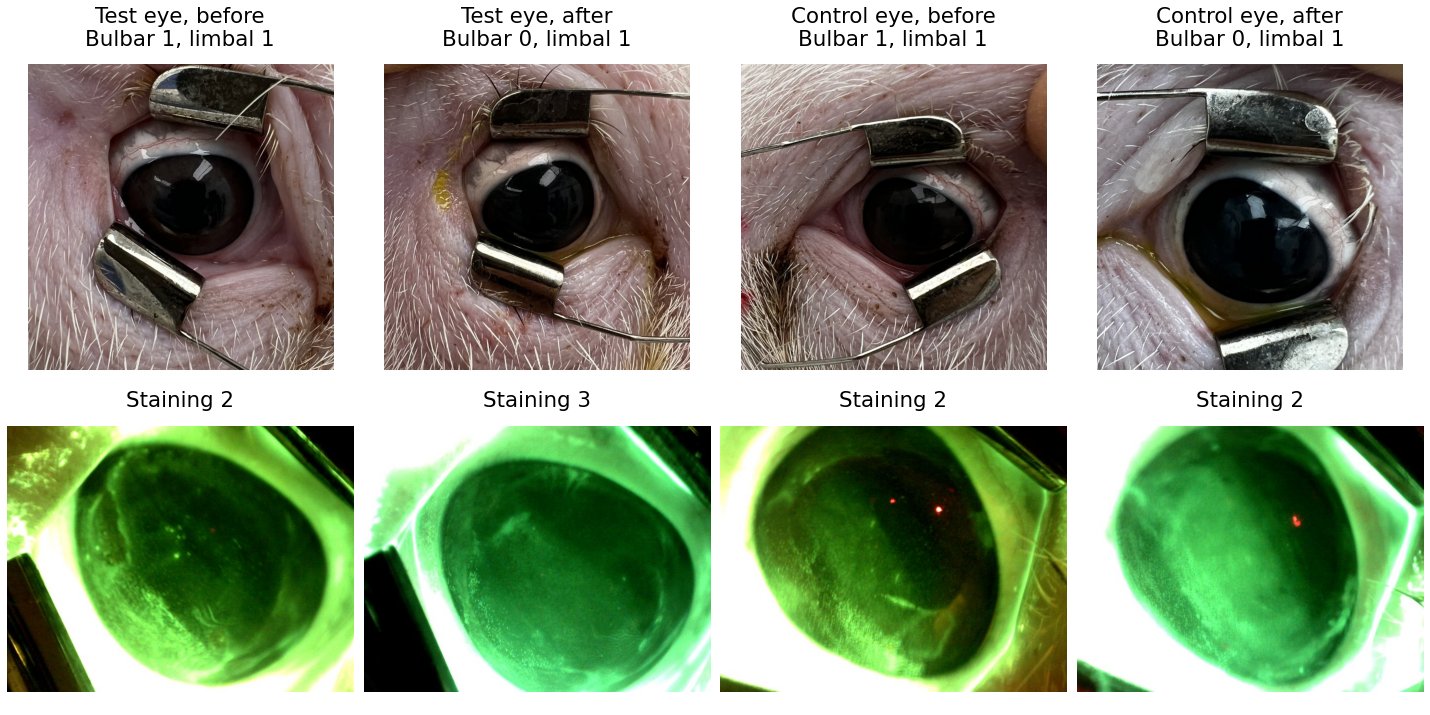 Test eye, before
Bulbar 1, limbal 1
Test eye, after
Bulbar 0, limbal 1
Control eye, before
Bulbar 1, limbal 1
Control eye, after
Bulbar 0, limbal 1
Staining 2
Staining 3
Staining 2
Staining 2